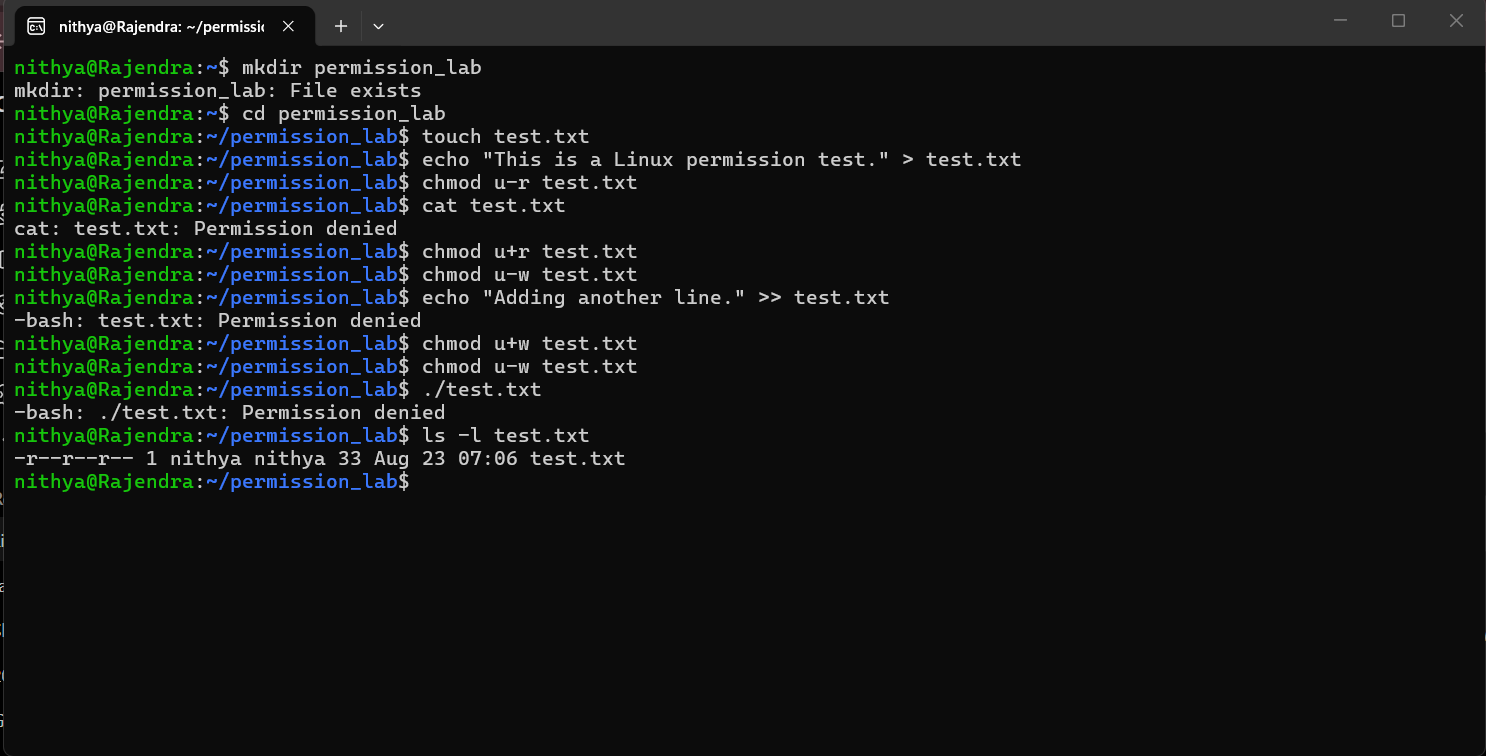 nithya@Rajendra: ~/permissi
nithya@Rajendra:~$ mkdir permission_lab
mkdir: permission_lab: File exists
nithya@Rajendra:~$ cd permission_lab
nithya@Rajendra:~/permission_lab$ touch test.txt
nithya@Rajendra:~/permission_lab$ echo "This is a Linux permission test." > test.txt
nithya@Rajendra:~/permission_lab$ chmod u-r test.txt
nithya@Rajendra:~/permission_lab$ cat test.txt
cat: test.txt: Permission denied
nithya@Rajendra:~/permission_lab$ chmod u+r test.txt
nithya@Rajendra:~/permission_lab$ chmod u-w test.txt
nithya@Rajendra:~/permission_lab$ echo "Adding another line." >> test.txt
-bash: test.txt: Permission denied
nithya@Rajendra:~/permission_lab$ chmod u+w test.txt
nithya@Rajendra:~/permission_lab$ chmod u-w test.txt
nithya@Rajendra:~/permission_lab$ ./test.txt
-bash: ./test.txt: Permission denied
nithya@Rajendra:~/permission_lab$ ls -l test.txt
-r--r--r-- 1 nithya nithya 33 Aug 23 07:06 test.txt
nithya@Rajendra:~/permission_lab$